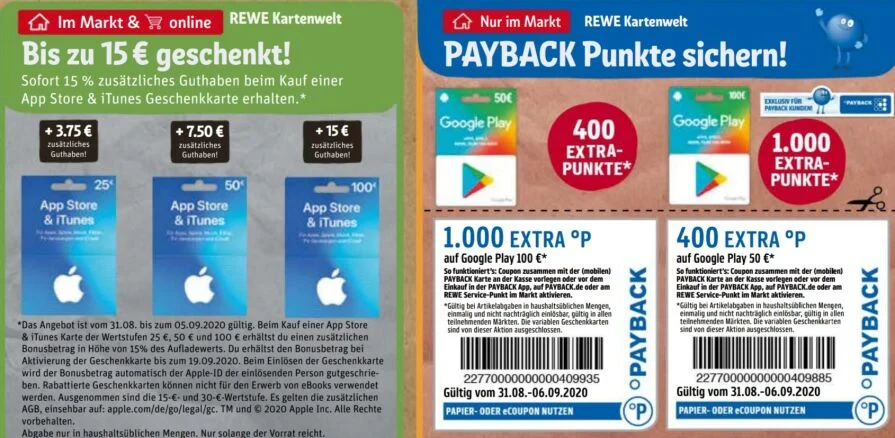 Im Markt & online
REWE Kartenwelt
Bis zu 15 € geschenkt!
Sofort 15 % zusätzliches Guthaben beim Kauf einer
App Store & iTunes Geschenkkarte erhalten.*
+ 3.75 €
zusätzliches
Guthaben!
+ 7.50 €
zusätzliches
Guthaben!
+ 15 €
zusätzliches
Guthaben!
25€
App Store
& iTunes
50€
App Store
& iTunes
100€
App Store
& iTunes
*Das Angebot ist vom 31.08. bis zum 05.09.2020 gültig. Beim Kauf einer App Store
& iTunes Karte der Wertstufen 25 €, 50 € und 100 € erhältst du einen zusätzlichen
Bonusbetrag in Höhe von 15% des Aufladewerts. Du erhältst den Bonusbetrag bei
Aktivierung der Geschenkkarte bis zum 19.09.2020. Beim Einlösen der Geschenkkarte
wird der Bonusbetrag automatisch der Apple-ID der einlösenden Person gutgeschrie-
ben. Rabattierte Geschenkkarten können nicht für den Erwerb von eBooks verwendet
werden. Ausgenommen sind die 15-€- und 30-€-Wertstufe. Es gelten die zusätzlichen
AGB, einsehbar auf: apple.com/de/go/legal/gc. TM und © 2020 Apple Inc. Alle Rechte
vorbehalten.
Abgabe nur in haushaltsüblichen Mengen. Nur solange der Vorrat reicht.
Nur im Markt
REWE Kartenwelt
PAYBACK Punkte sichern!
50€
Google Play
400
EXTRA-
PUNKTE*
100€
Google Play
EXKLUSIV FÜR
PAYBACK KUNDEN!
PAYBACK
1.000
EXTRA-
PUNKTE*
1.000 EXTRA °P
auf Google Play 100 €*
So funktioniert's: Coupon zusammen mit der (mobilen)
PAYBACK Karte an der Kasse vorlegen oder vor dem
Einkauf in der PAYBACK App, auf PAYBACK.de oder am
REWE Service-Punkt im Markt aktivieren.
*Gültig bei Artikelabgaben in haushaltsüblichen Mengen,
einmalig und nicht nachträglich einlösbar, gültig in allen
teilnehmenden Märkten. Die variablen Geschenkkarten
sind von dieser Aktion ausgeschlossen.
22770000000000409935
Gültig vom 31.08.-06.09.2020
PAPIER- ODER eCOUPON NUTZEN
PAYBACK
°P
400 EXTRA °P
auf Google Play 50 €*
So funktioniert's: Coupon zusammen mit der (mobilen)
PAYBACK Karte an der Kasse vorlegen oder vor dem
Einkauf in der PAYBACK App, auf PAYBACK.de oder am
REWE Service-Punkt im Markt aktivieren.
*Gültig bei Artikelabgaben in haushaltsüblichen Mengen,
einmalig und nicht nachträglich einlösbar, gültig in allen
teilnehmenden Märkten. Die variablen Geschenkkarten
sind von dieser Aktion ausgeschlossen.
22770000000000409885
Gültig vom 31.08.-06.09.2020
PAPIER- ODER eCOUPON NUTZEN
PAYBACK
°P